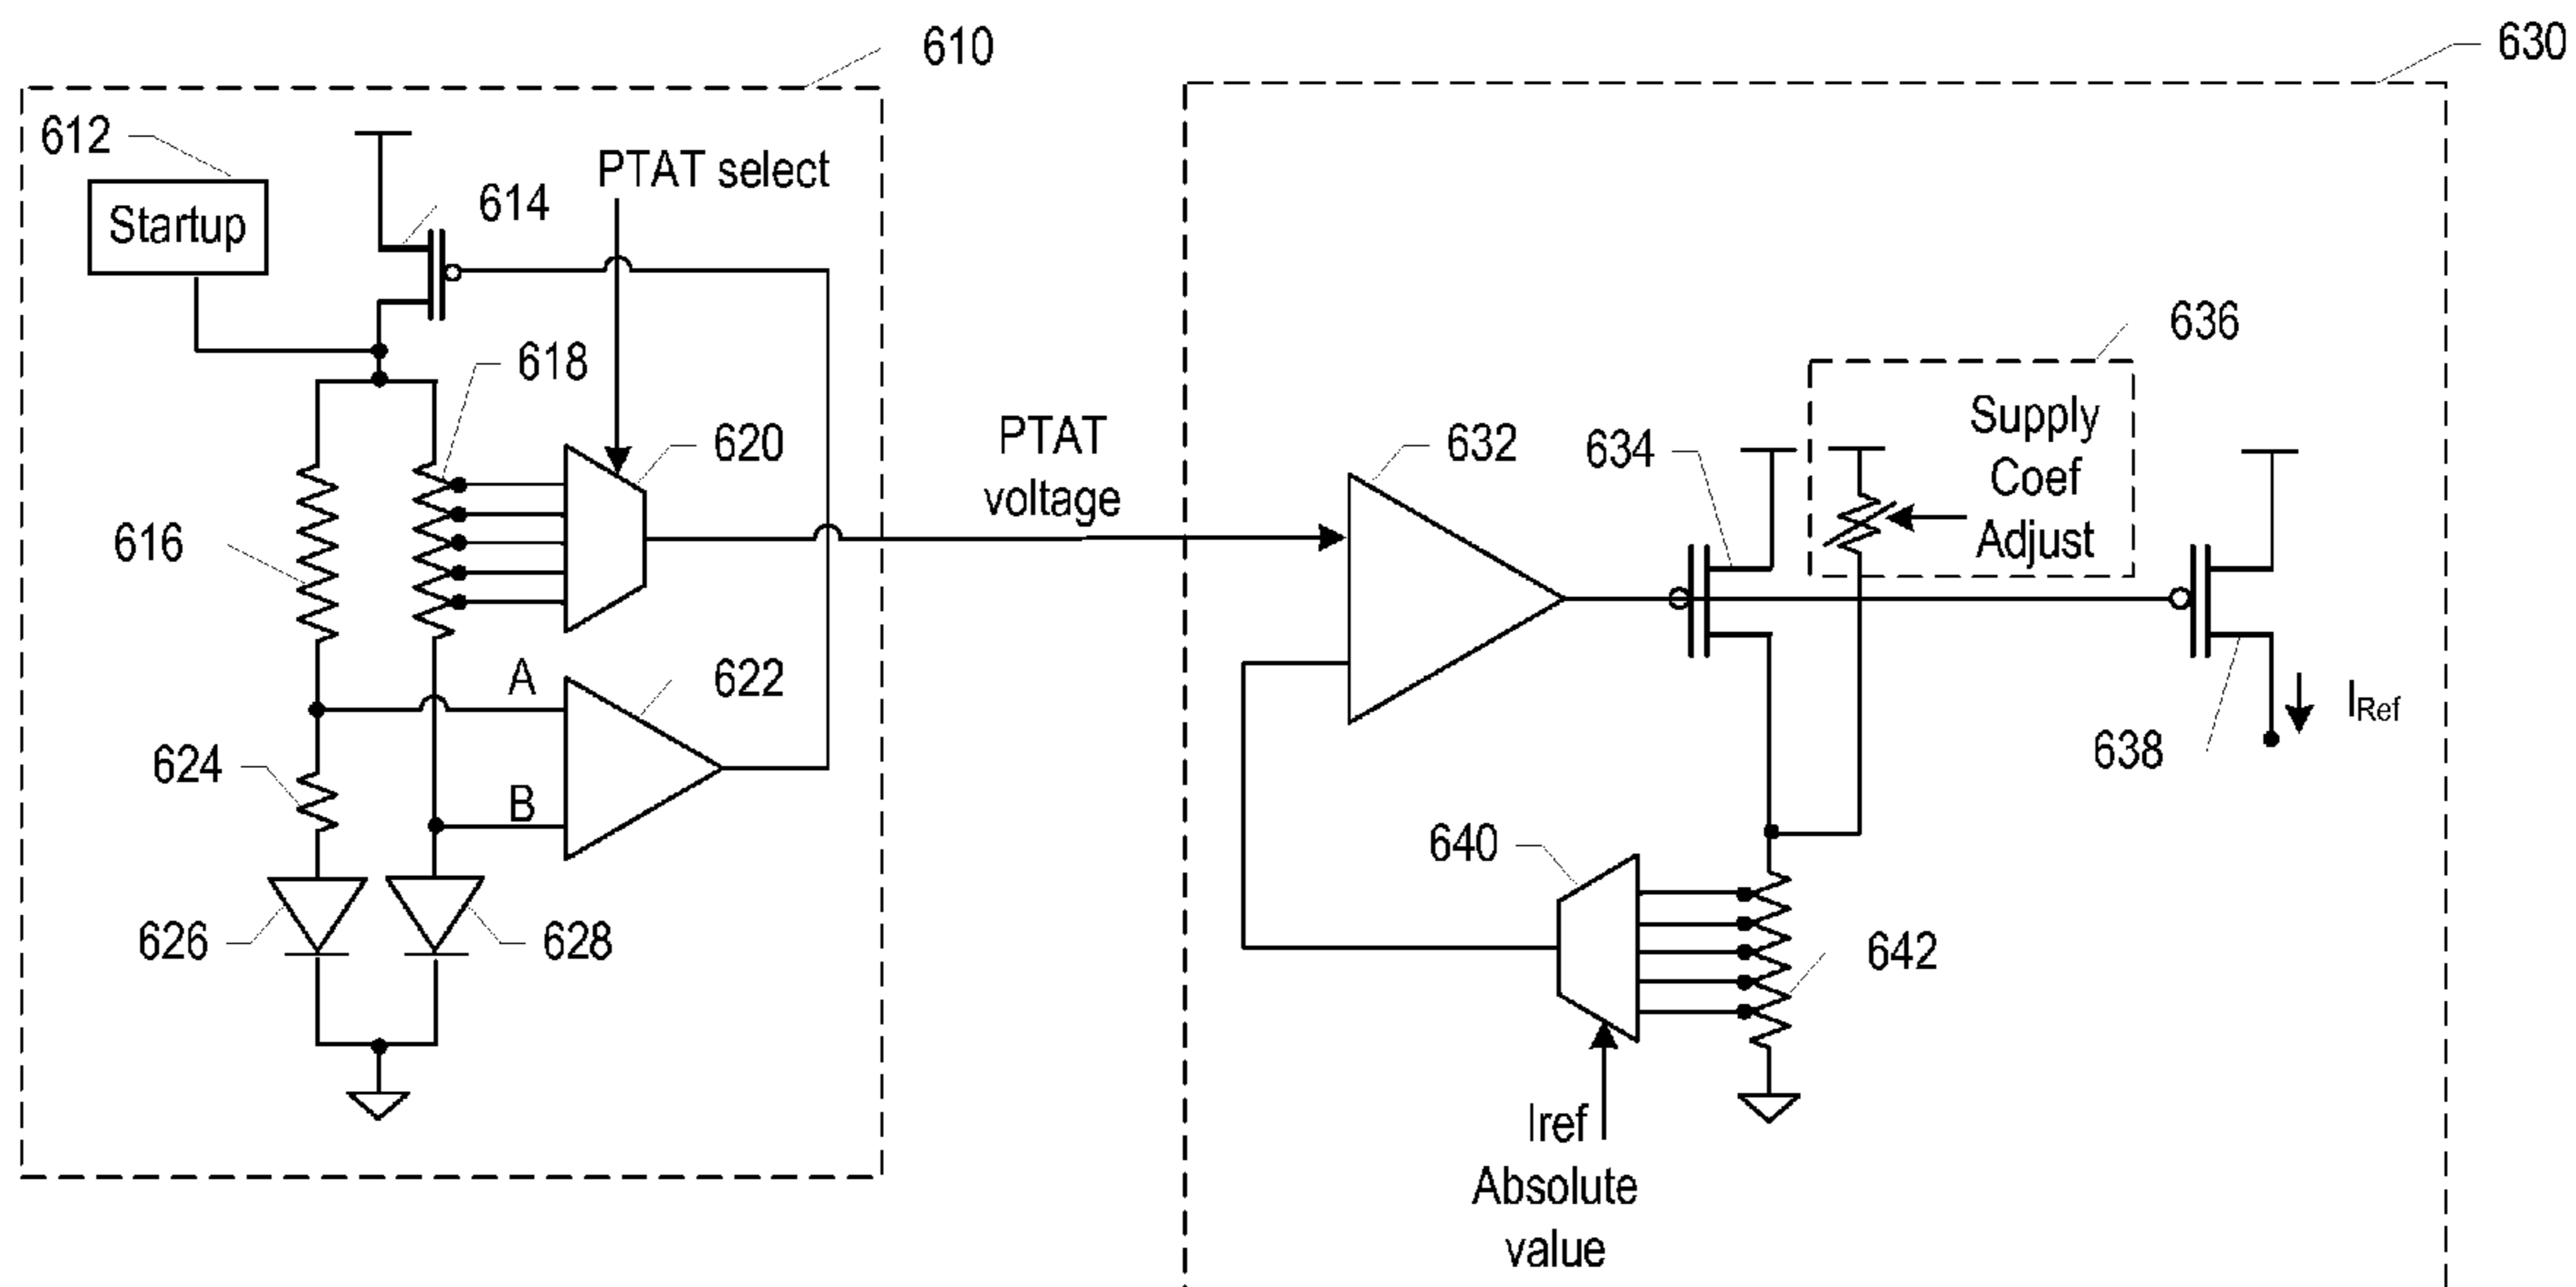 610
630
612
Startup
614
PTAT select
618
620
616
A
622
624
B
626
628
PTAT
voltage
632
634
636
Supply
Coef
Adjust
638
IRef
640
642
Iref
Absolute
value